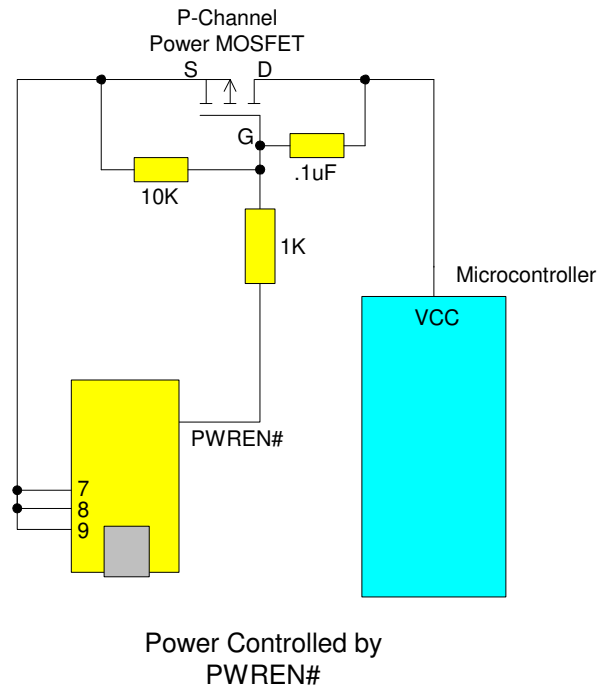 P-Channel
Power MOSFET
S
D
G
.1uF
10K
1K
Microcontroller
VCC
PWREN#
7
8
9
Power Controlled by
PWREN#